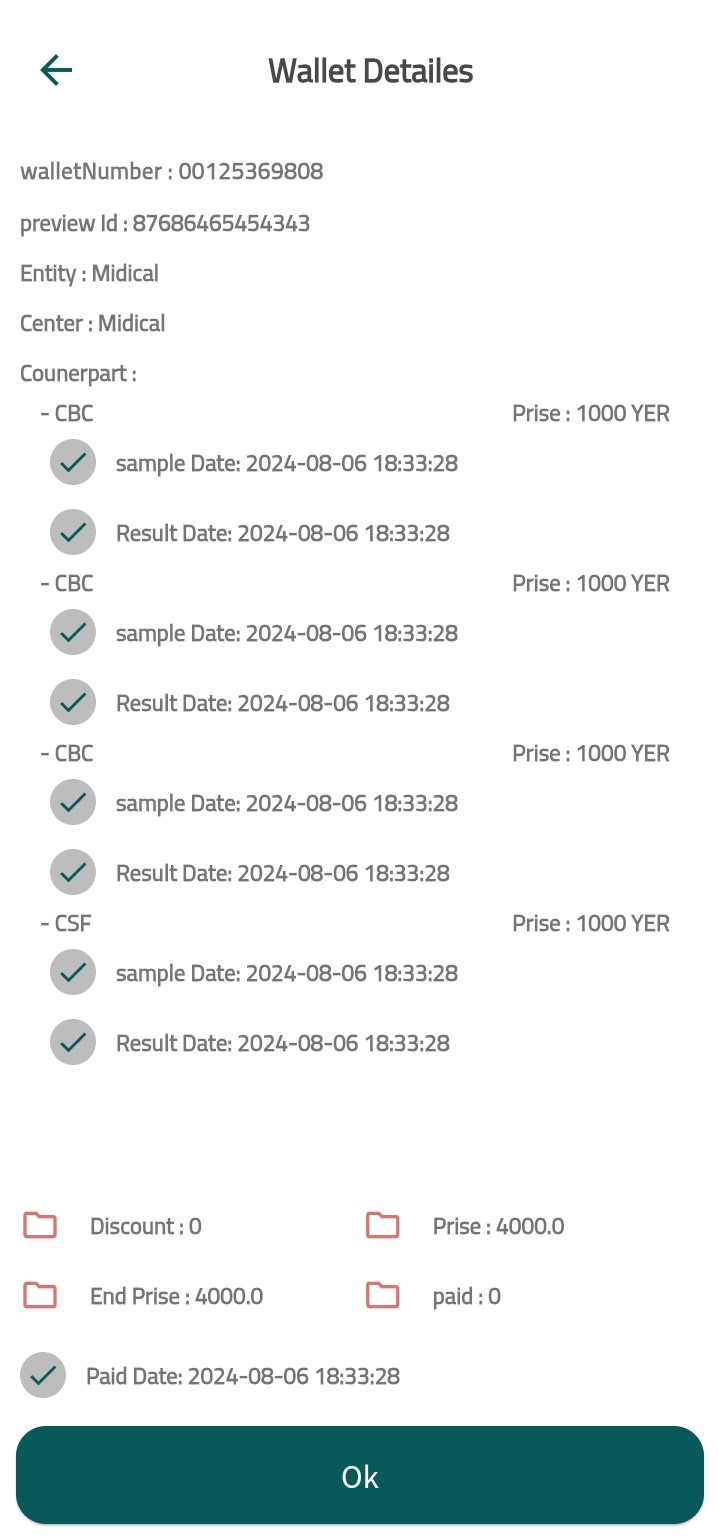 Wallet Detailes
walletNumber : 00125369808
preview Id : 87686465454343
Entity : Midical
Center : Midical
Counerpart :
- CBC Prise : 1000 YER
sample Date: 2024-08-06 18:33:28
Result Date: 2024-08-06 18:33:28
- CBC Prise : 1000 YER
sample Date: 2024-08-06 18:33:28
Result Date: 2024-08-06 18:33:28
- CBC Prise : 1000 YER
sample Date: 2024-08-06 18:33:28
Result Date: 2024-08-06 18:33:28
- CSF Prise : 1000 YER
sample Date: 2024-08-06 18:33:28
Result Date: 2024-08-06 18:33:28
Discount : 0 Prise : 4000.0
End Prise : 4000.0 paid : 0
Paid Date: 2024-08-06 18:33:28
Ok